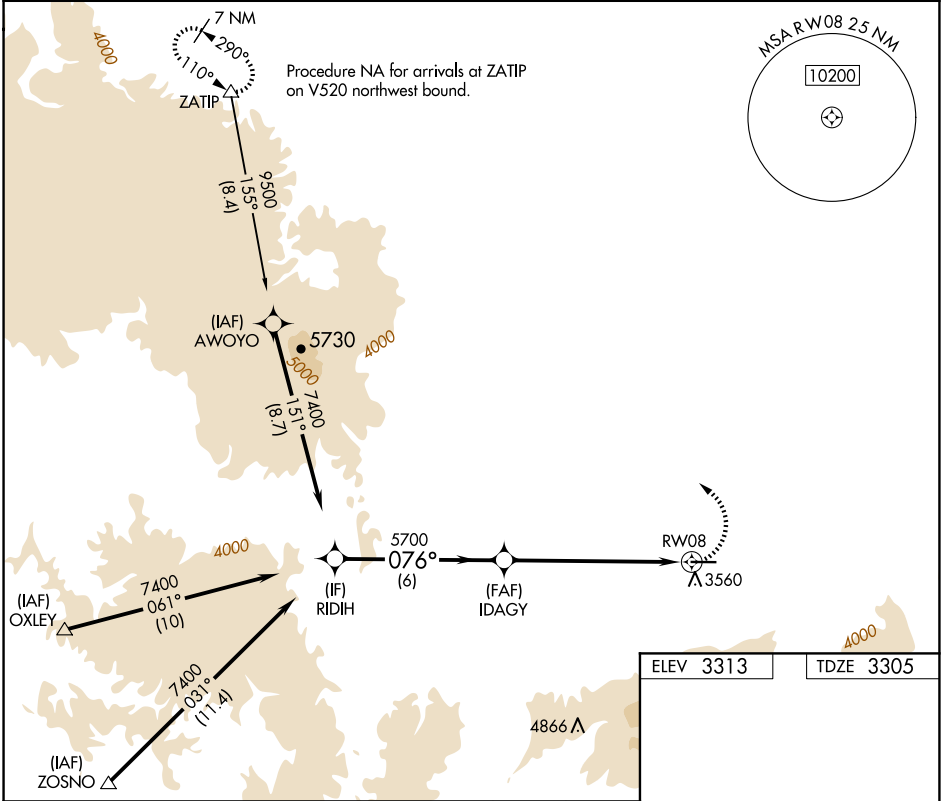 4000
7 NM
290°
110°
ZATIP
Procedure NA for arrivals at ZATIP
on V520 northwest bound.
MSA RW08 25 NM
10200
9500
155°
(8.4)
(IAF)
AWOYO
5730
5000
4000
7400
151°
(8.7)
4000
5700
076°
(6)
RW08
3560
(IF)
RIDIH
(FAF)
IDAGY
(IAF)
OXLEY
7400
061°
(10)
7400
031°
(11.4)
(IAF)
ZOSNO
4866
4000
ELEV 3313
TDZE 3305